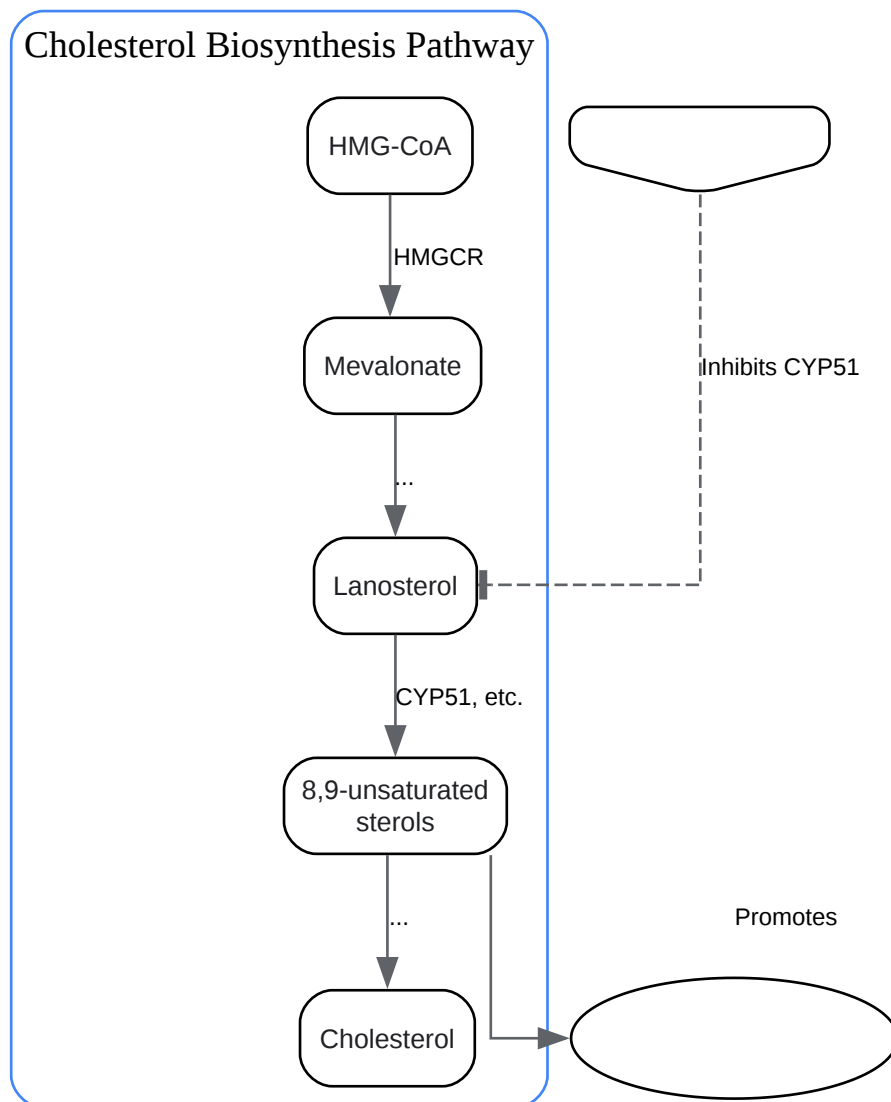 Cholesterol Biosynthesis Pathway
HMG-CoA
HMGCR
Mevalonate
Inhibits CYP51
...
Lanosterol
CYP51, etc.
8,9-unsaturated
sterols
...
Promotes
Cholesterol